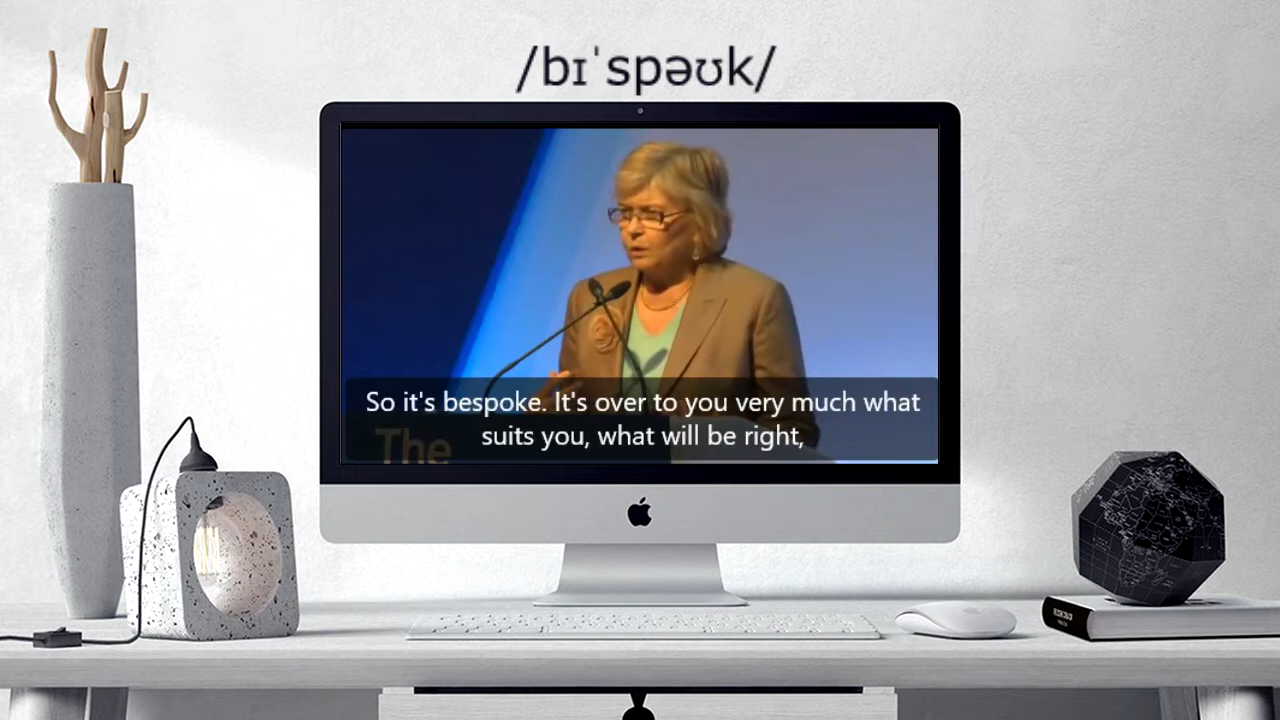 /bɪˈspəʊk/
So it's bespoke. It's over to you very much what
suits you, what will be right,
The